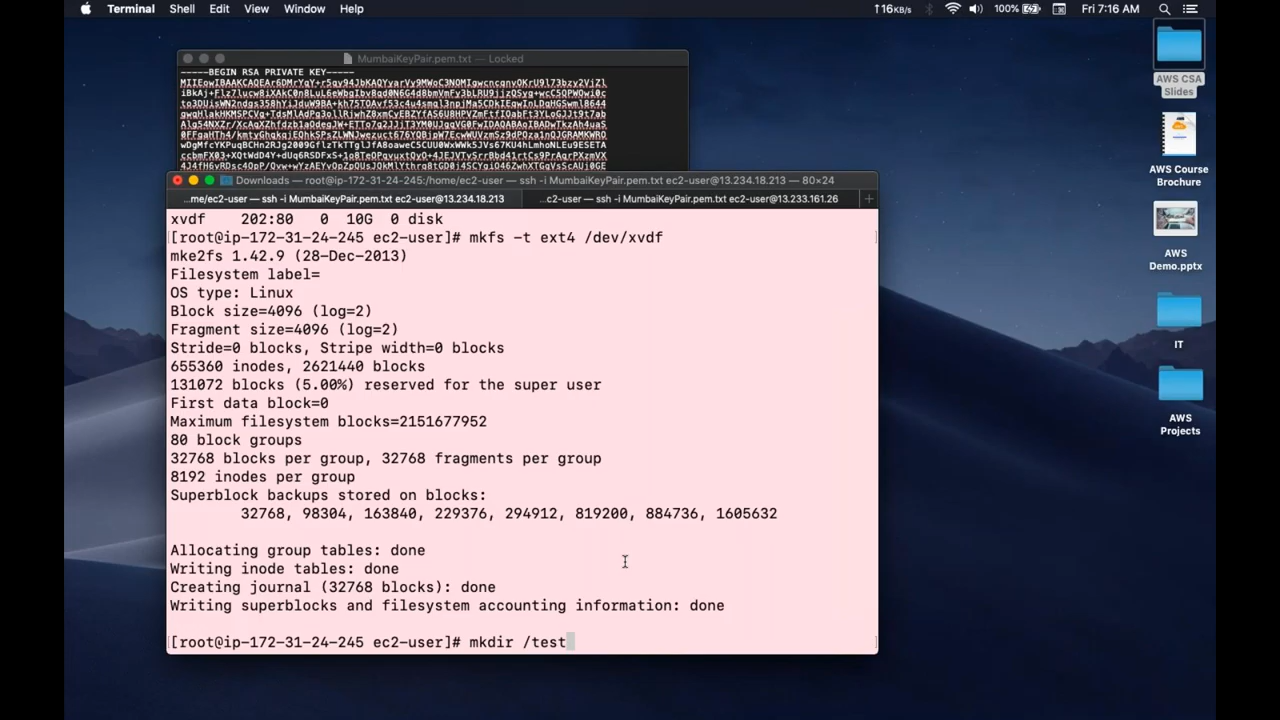 Terminal Shell Edit View Window Help
16KB/s 100% Fri 7:16 AM
MumbaiKeyPair.pem.txt — Locked
-----BEGIN RSA PRIVATE KEY-----
Downloads — root@ip-172-31-24-245:/home/ec2-user — ssh -i MumbaiKeyPair.pem.txt ec2-user@13.234.18.213 — 80×24
...me/ec2-user — ssh -i MumbaiKeyPair.pem.txt ec2-user@13.234.18.213
...c2-user — ssh -i MumbaiKeyPair.pem.txt ec2-user@13.233.161.26
xvdf 202:80 0 10G 0 disk
[root@ip-172-31-24-245 ec2-user]# mkfs -t ext4 /dev/xvdf
mke2fs 1.42.9 (28-Dec-2013)
Filesystem label=
OS type: Linux
Block size=4096 (log=2)
Fragment size=4096 (log=2)
Stride=0 blocks, Stripe width=0 blocks
655360 inodes, 2621440 blocks
131072 blocks (5.00%) reserved for the super user
First data block=0
Maximum filesystem blocks=2151677952
80 block groups
32768 blocks per group, 32768 fragments per group
8192 inodes per group
Superblock backups stored on blocks:
32768, 98304, 163840, 229376, 294912, 819200, 884736, 1605632
Allocating group tables: done
Writing inode tables: done
Creating journal (32768 blocks): done
Writing superblocks and filesystem accounting information: done
[root@ip-172-31-24-245 ec2-user]# mkdir /test
AWS CSA
Slides
AWS Course
Brochure
AWS
Demo.pptx
IT
AWS
Projects